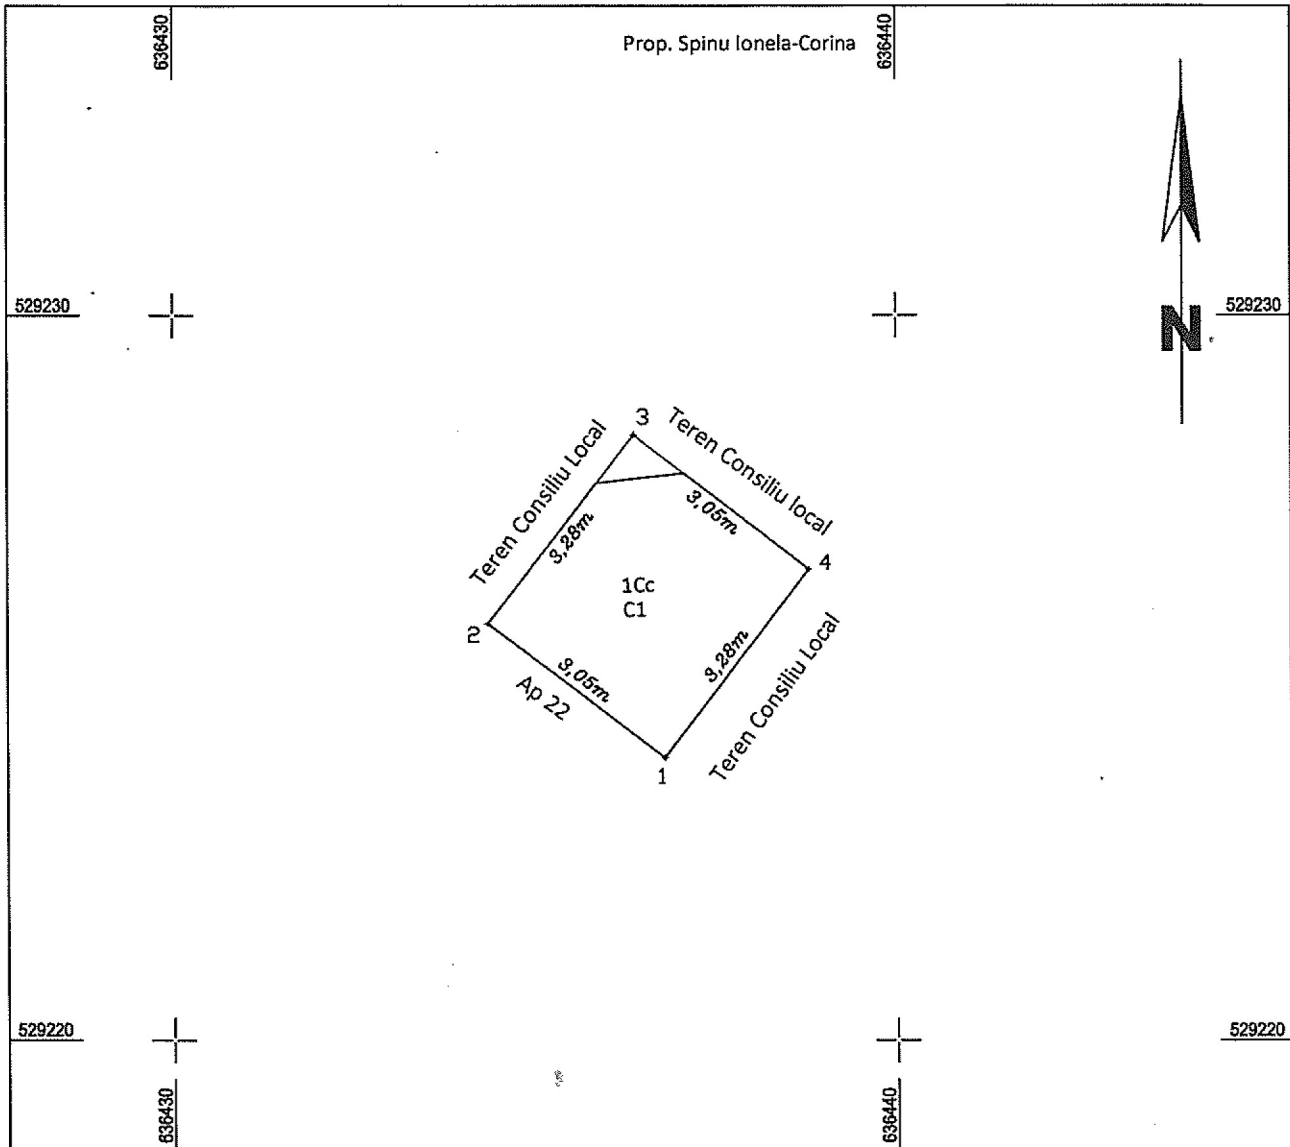 636430
Prop. Spinu Ionela-Corina
636440
529230
529230
N
3
Teren Consiliu Local
Teren Consiliu local
3,05m
3,28m
4
1Cc
C1
2
3,28m
3,05m
Teren Consiliu Local
Ap 22
1
529220
529220
636430
636440